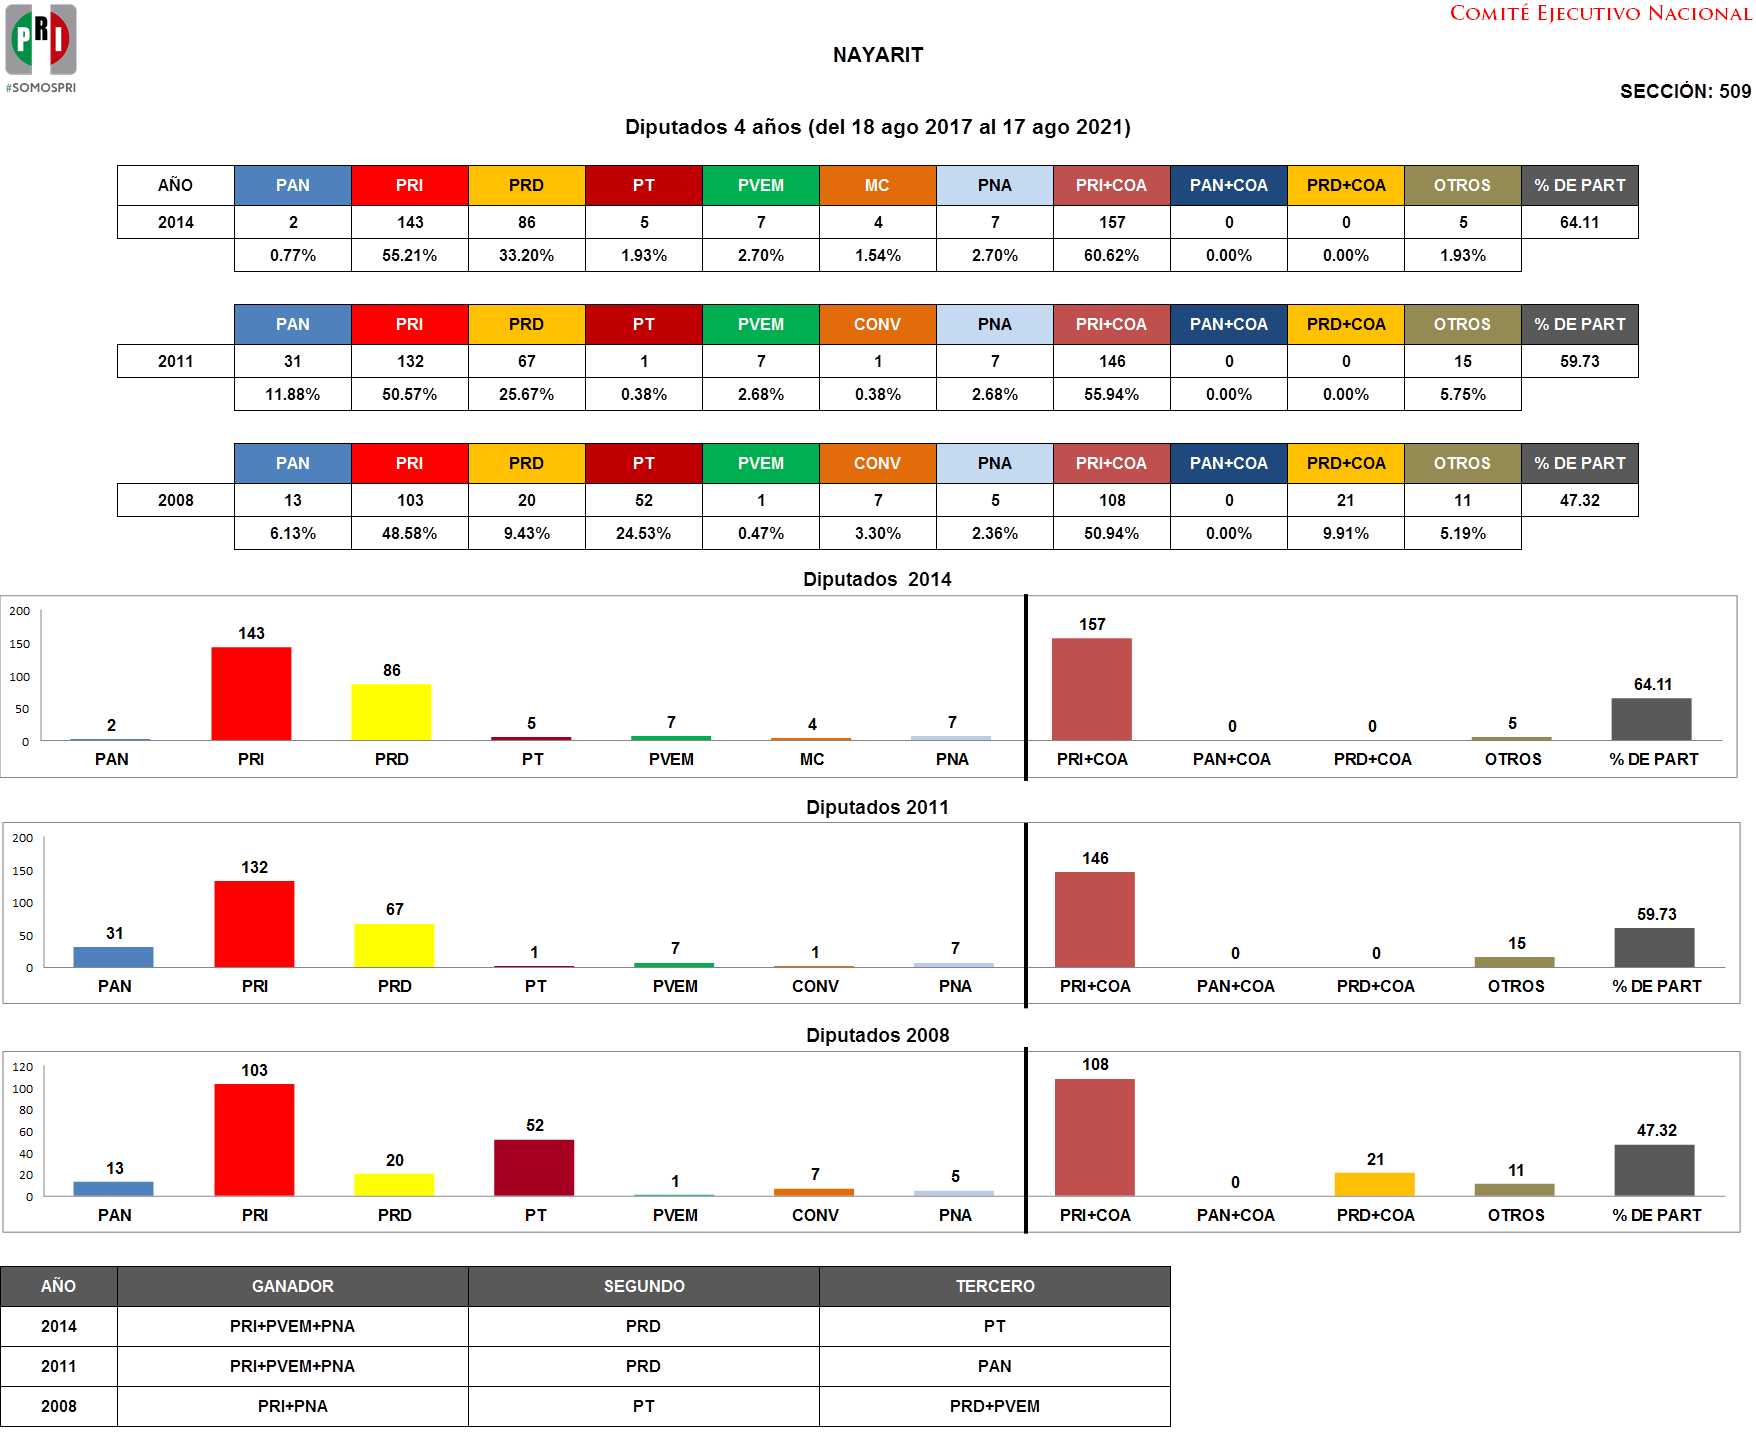 COMITÉ EJECUTIVO NACIONAL
PRI
#SOMOSPRI
NAYARIT
SECCIÓN: 509
Diputados 4 años (del 18 ago 2017 al 17 ago 2021)
AÑO PAN PRI PRD PT PVEM MC PNA PRI+COA PAN+COA PRD+COA OTROS % DE PART
2014 2 143 86 5 7 4 7 157 0 0 5 64.11
0.77% 55.21% 33.20% 1.93% 2.70% 1.54% 2.70% 60.62% 0.00% 0.00% 1.93%
PAN PRI PRD PT PVEM CONV PNA PRI+COA PAN+COA PRD+COA OTROS % DE PART
2011 31 132 67 1 7 1 7 146 0 0 15 59.73
11.88% 50.57% 25.67% 0.38% 2.68% 0.38% 2.68% 55.94% 0.00% 0.00% 5.75%
PAN PRI PRD PT PVEM CONV PNA PRI+COA PAN+COA PRD+COA OTROS % DE PART
2008 13 103 20 52 1 7 5 108 0 21 11 47.32
6.13% 48.58% 9.43% 24.53% 0.47% 3.30% 2.36% 50.94% 0.00% 9.91% 5.19%
Diputados  2014
200
150
100
50
0
2 143 86 5 7 4 7 157 0 0 5 64.11
PAN PRI PRD PT PVEM MC PNA PRI+COA PAN+COA PRD+COA OTROS % DE PART
Diputados 2011
200
150
100
50
0
31 132 67 1 7 1 7 146 0 0 15 59.73
PAN PRI PRD PT PVEM CONV PNA PRI+COA PAN+COA PRD+COA OTROS % DE PART
Diputados 2008
120
100
80
60
40
20
0
13 103 20 52 1 7 5 108 0 21 11 47.32
PAN PRI PRD PT PVEM CONV PNA PRI+COA PAN+COA PRD+COA OTROS % DE PART
AÑO GANADOR SEGUNDO TERCERO
2014 PRI+PVEM+PNA PRD PT
2011 PRI+PVEM+PNA PRD PAN
2008 PRI+PNA PT PRD+PVEM